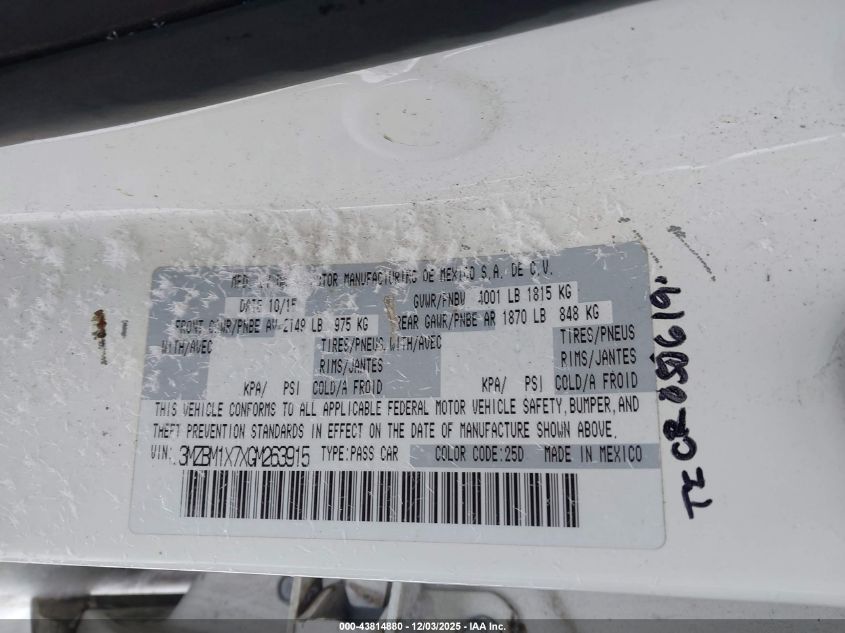 MFD. MOTOR MANUFACTURING DE MEXICO S.A. DE C.V.
DATE 10/15 GVWR/PNBV 4001 LB 1815 KG
FRONT GAWR/PNBE AV 2149 LB 975 KG REAR GAWR/PNBE AR 1870 LB 848 KG
WITH/AVEC TIRES/PNEUS WITH/AVEC TIRES/PNEUS
RIMS/JANTES RIMS/JANTES
KPA/ PSI COLD/A FROID KPA/ PSI COLD/A FROID
THIS VEHICLE CONFORMS TO ALL APPLICABLE FEDERAL MOTOR VEHICLE SAFETY, BUMPER, AND
THEFT PREVENTION STANDARDS IN EFFECT ON THE DATE OF MANUFACTURE SHOWN ABOVE.
VIN: 3MZBM1X7XGM263915 TYPE:PASS CAR COLOR CODE:25D MADE IN MEXICO
000-43814880 - 12/03/2025 - IAA Inc.